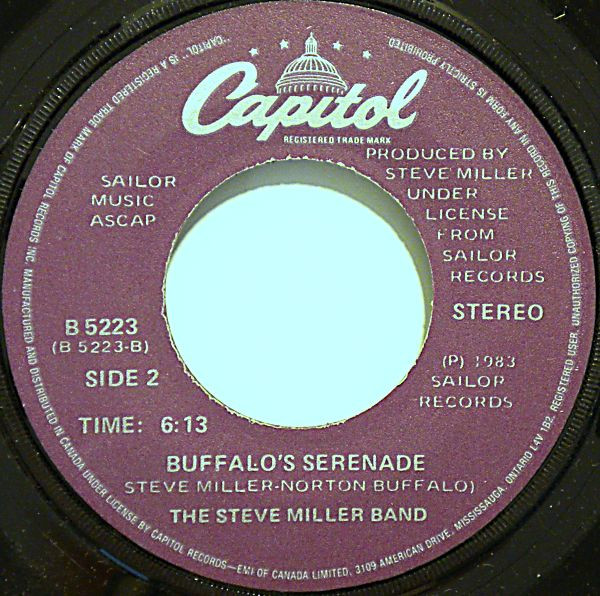 Capitol
REGISTERED TRADE MARK
SAILOR
MUSIC
ASCAP
PRODUCED BY
STEVE MILLER
UNDER
LICENSE
FROM
SAILOR
RECORDS
STEREO
B 5223
(B 5223-B)
SIDE 2
TIME: 6:13
(P) 1983
SAILOR
RECORDS
BUFFALO'S SERENADE
STEVE MILLER-NORTON BUFFALO)
THE STEVE MILLER BAND
"CAPITOL" IS A REGISTERED TRADE MARK OF CAPITOL RECORDS INC. MANUFACTURED AND DISTRIBUTED IN CANADA UNDER LICENSE BY CAPITOL RECORDS—EMI OF CANADA LIMITED, 3109 AMERICAN DRIVE, MISSISSAUGA, ONTARIO L4V 1B2. REGISTERED USER. UNAUTHORIZED COPYING OF THIS RECORD IN ANY FORM IS STRICTLY PROHIBITED